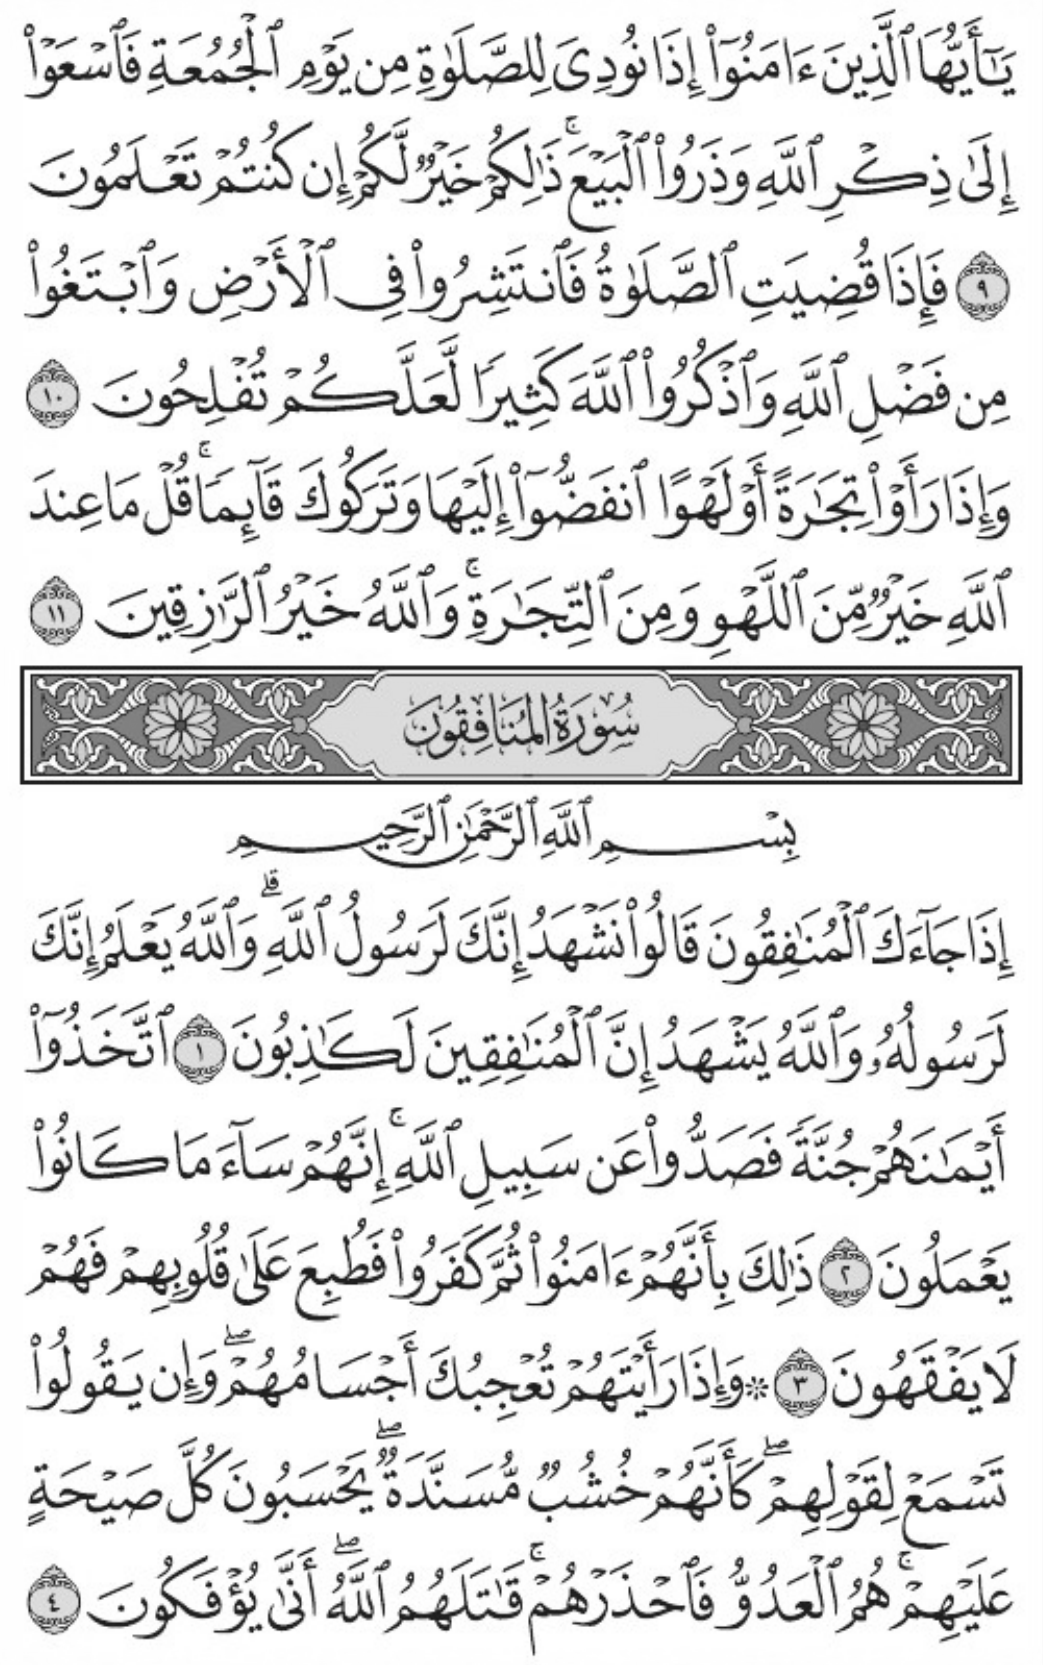 يَـٰٓأَيُّهَا ٱلَّذِينَ ءَامَنُوٓا۟ إِذَا نُودِىَ لِلصَّلَوٰةِ مِن يَوْمِ ٱلْجُمُعَةِ فَٱسْعَوْا۟
إِلَىٰ ذِكْرِ ٱللَّهِ وَذَرُوا۟ ٱلْبَيْعَ ۚ ذَٰلِكُمْ خَيْرٌ لَّكُمْ إِن كُنتُمْ تَعْلَمُونَ
٩ فَإِذَا قُضِيَتِ ٱلصَّلَوٰةُ فَٱنتَشِرُوا۟ فِى ٱلْأَرْضِ وَٱبْتَغُوا۟
مِن فَضْلِ ٱللَّهِ وَٱذْكُرُوا۟ ٱللَّهَ كَثِيرًا لَّعَلَّكُمْ تُفْلِحُونَ ١٠
وَإِذَا رَأَوْا۟ تِجَـٰرَةً أَوْ لَهْوًا ٱنفَضُّوٓا۟ إِلَيْهَا وَتَرَكُوكَ قَآئِمًا ۚ قُلْ مَا عِندَ
ٱللَّهِ خَيْرٌ مِّنَ ٱللَّهْوِ وَمِنَ ٱلتِّجَـٰرَةِ ۚ وَٱللَّهُ خَيْرُ ٱلرَّٰزِقِينَ ١١
سُورَةُ المُنَافِقُونَ
بِسْمِ ٱللَّهِ ٱلرَّحْمَـٰنِ ٱلرَّحِيمِ
إِذَا جَآءَكَ ٱلْمُنَـٰفِقُونَ قَالُوا۟ نَشْهَدُ إِنَّكَ لَرَسُولُ ٱللَّهِ ۗ وَٱللَّهُ يَعْلَمُ إِنَّكَ
لَرَسُولُهُۥ وَٱللَّهُ يَشْهَدُ إِنَّ ٱلْمُنَـٰفِقِينَ لَكَـٰذِبُونَ ١ ٱتَّخَذُوٓا۟
أَيْمَـٰنَهُمْ جُنَّةً فَصَدُّوا۟ عَن سَبِيلِ ٱللَّهِ ۚ إِنَّهُمْ سَآءَ مَا كَانُوا۟
يَعْمَلُونَ ٢ ذَٰلِكَ بِأَنَّهُمْ ءَامَنُوا۟ ثُمَّ كَفَرُوا۟ فَطُبِعَ عَلَىٰ قُلُوبِهِمْ فَهُمْ
لَا يَفْقَهُونَ ٣ ۞ وَإِذَا رَأَيْتَهُمْ تُعْجِبُكَ أَجْسَامُهُمْ ۖ وَإِن يَقُولُوا۟
تَسْمَعْ لِقَوْلِهِمْ ۖ كَأَنَّهُمْ خُشُبٌ مُّسَنَّدَةٌ ۖ يَحْسَبُونَ كُلَّ صَيْحَةٍ
عَلَيْهِمْ ۚ هُمُ ٱلْعَدُوُّ فَٱحْذَرْهُمْ ۚ قَـٰتَلَهُمُ ٱللَّهُ ۖ أَنَّىٰ يُؤْفَكُونَ ٤